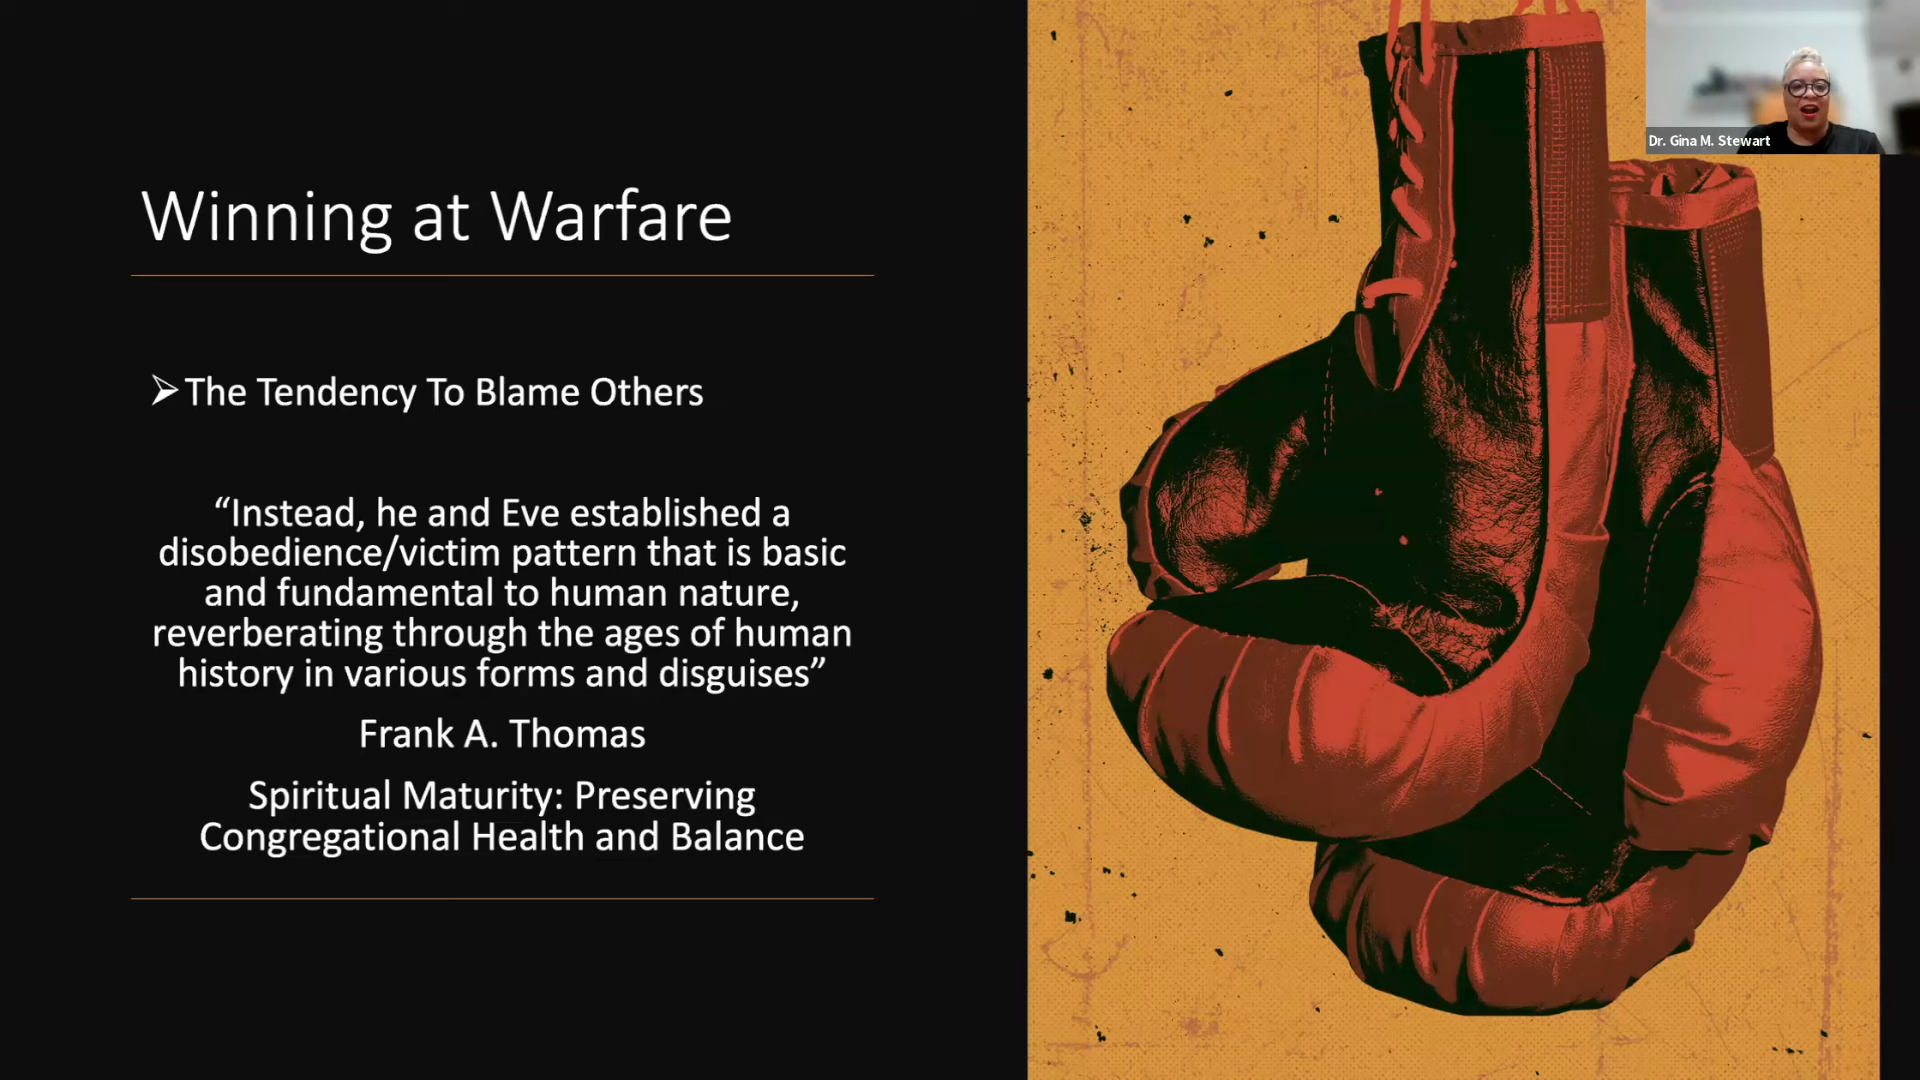 Winning at Warfare
➢The Tendency To Blame Others
“Instead, he and Eve established a
disobedience/victim pattern that is basic
and fundamental to human nature,
reverberating through the ages of human
history in various forms and disguises”
Frank A. Thomas
Spiritual Maturity: Preserving
Congregational Health and Balance
Dr. Gina M. Stewart